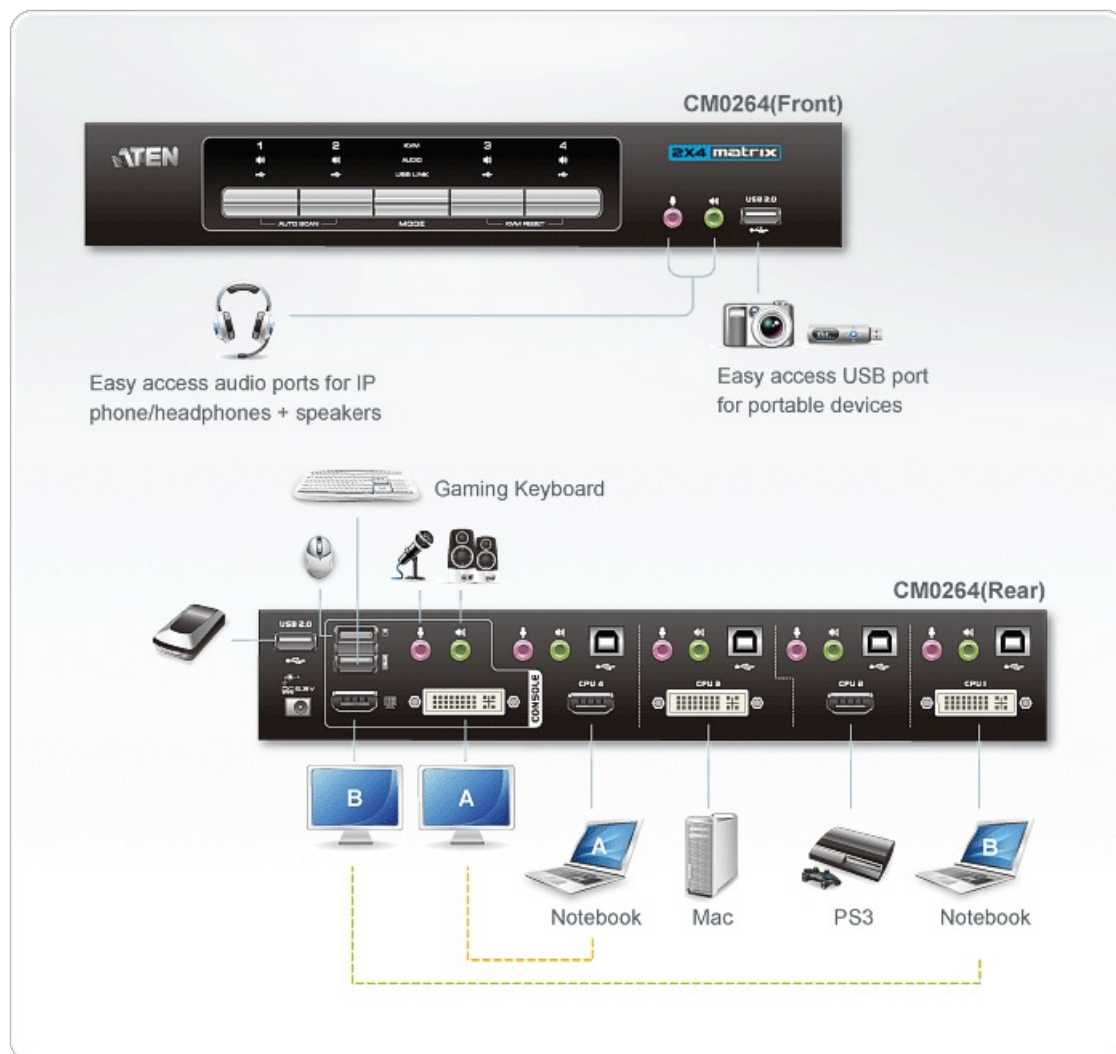 CM0264(Front)
ATEN
1 2 KVM 3 4
AUDIO
USB LINK
AUTO SCAN MODE KVM RESET
2X4 matrix
USB 2.0
Easy access audio ports for IP
phone/headphones + speakers
Easy access USB port
for portable devices
Gaming Keyboard
CM0264(Rear)
USB 2.0
CONSOLE
CPU 4
CPU 3
CPU 2
CPU 1
B
A
A
B
Notebook
Mac
PS3
Notebook